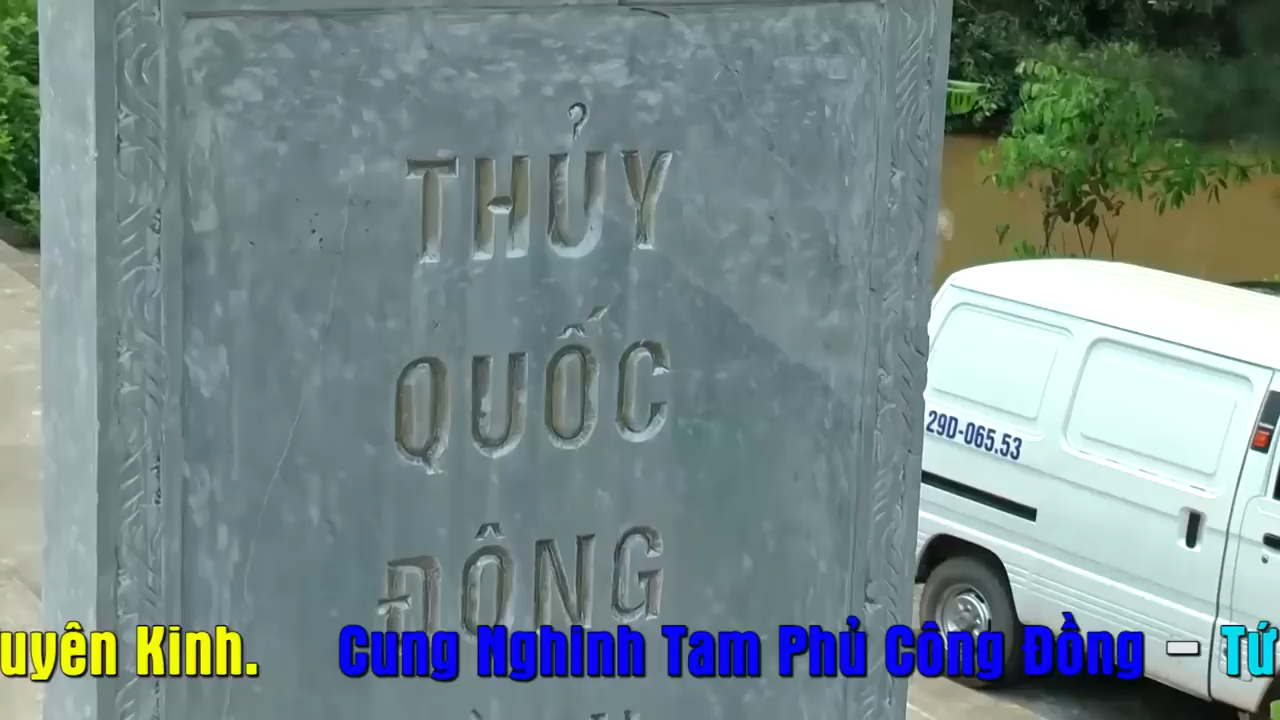 THỦY
QUỐC
ĐÔNG
29D-065.53
uyên Kinh. Cung Nghinh Tam Phủ Công Đồng - Tứ